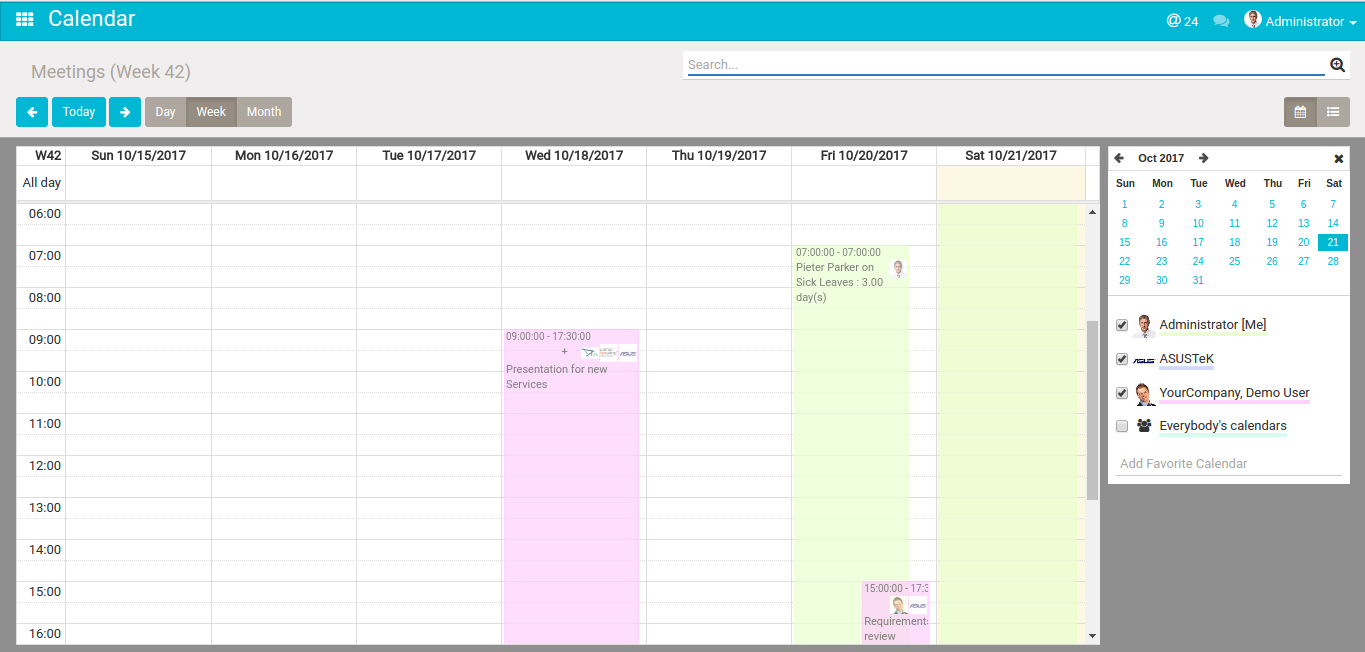 Calendar
@ 24 Administrator
Meetings (Week 42)
Search...
Today Day Week Month
W42 Sun 10/15/2017 Mon 10/16/2017 Tue 10/17/2017 Wed 10/18/2017 Thu 10/19/2017 Fri 10/20/2017 Sat 10/21/2017
All day
06:00
07:00
08:00
09:00
10:00
11:00
12:00
13:00
14:00
15:00
16:00
09:00:00 - 17:30:00
+ ASUS
Presentation for new
Services
07:00:00 - 07:00:00
Pieter Parker on
Sick Leaves : 3.00
day(s)
15:00:00 - 17:3
ASUS
Requirements
review
Oct 2017
Sun Mon Tue Wed Thu Fri Sat
1 2 3 4 5 6 7
8 9 10 11 12 13 14
15 16 17 18 19 20 21
22 23 24 25 26 27 28
29 30 31
Administrator [Me]
ASUS ASUSTeK
YourCompany, Demo User
Everybody's calendars
Add Favorite Calendar